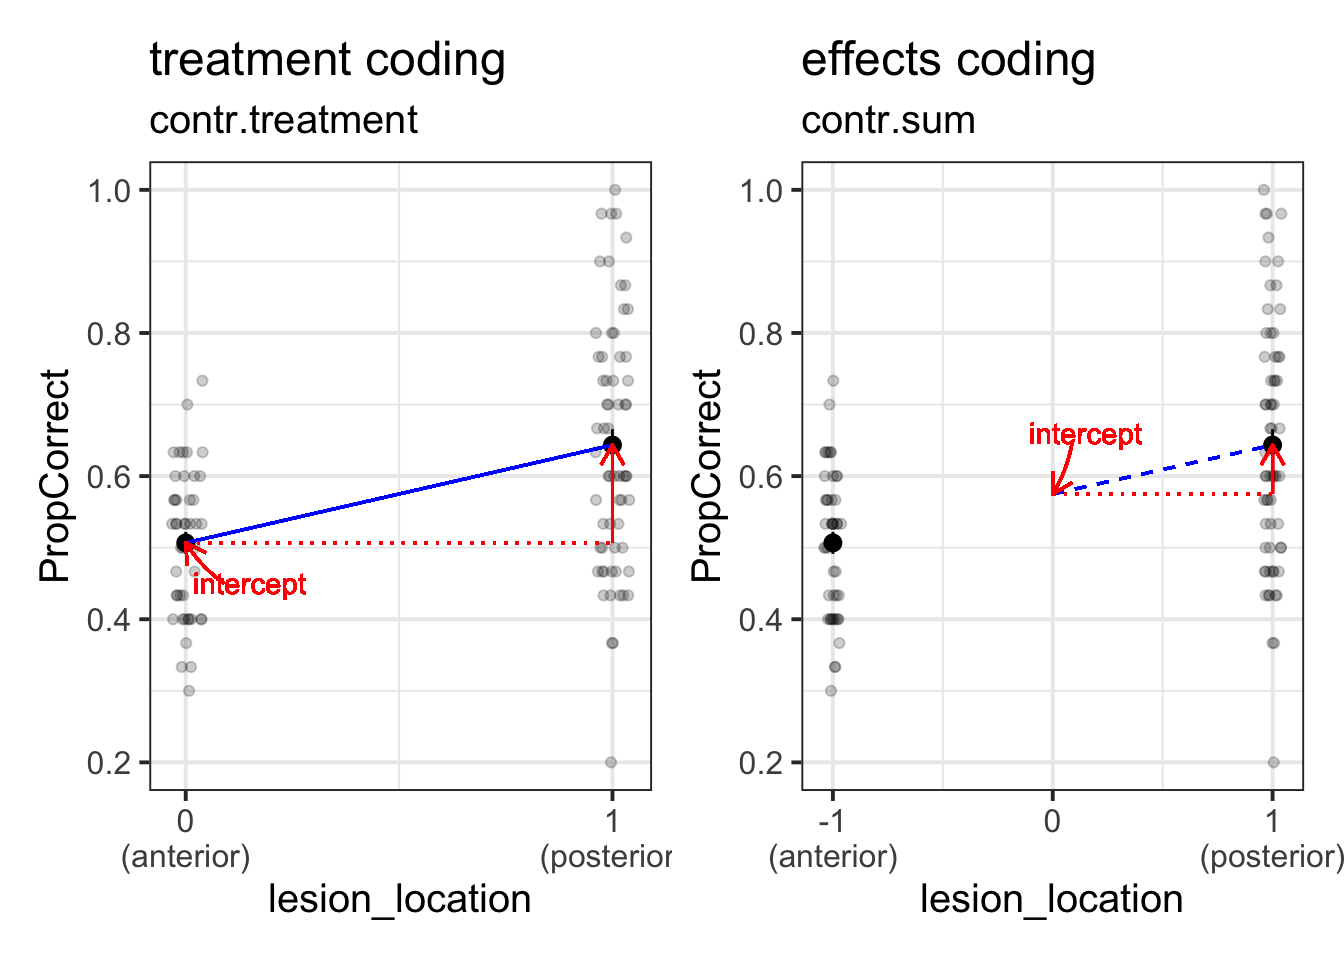 treatment coding
contr.treatment
PropCorrect
1.0
0.8
0.6
0.4
0.2
intercept
0
(anterior)
1
(posterior
lesion_location
effects coding
contr.sum
PropCorrect
1.0
0.8
0.6
0.4
0.2
intercept
-1
(anterior)
0
1
(posterior)
lesion_location